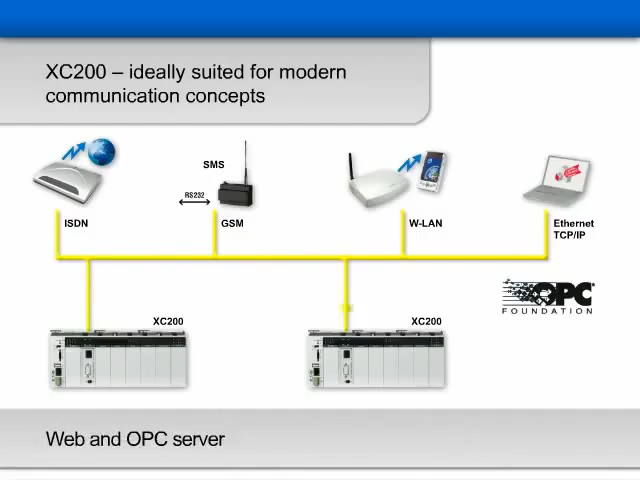 XC200 – ideally suited for modern
communication concepts
SMS
RS232
ISDN
GSM
W-LAN
Ethernet
TCP/IP
OPC
FOUNDATION
XC200
XC200
Web and OPC server